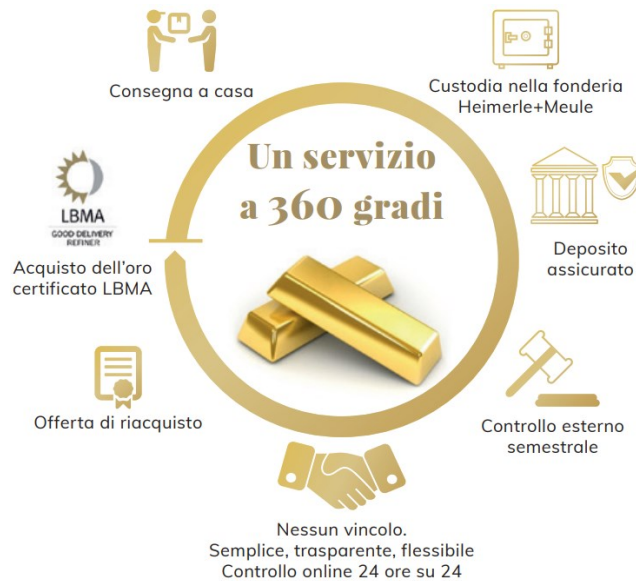 Consegna a casa
Custodia nella fonderia
Heimerle+Meule
Un servizio
a 360 gradi
LBMA
GOOD DELIVERY
REFINER
Acquisto dell'oro
certificato LBMA
Deposito
assicurato
Offerta di riacquisto
Controllo esterno
semestrale
Nessun vincolo.
Semplice, trasparente, flessibile
Controllo online 24 ore su 24